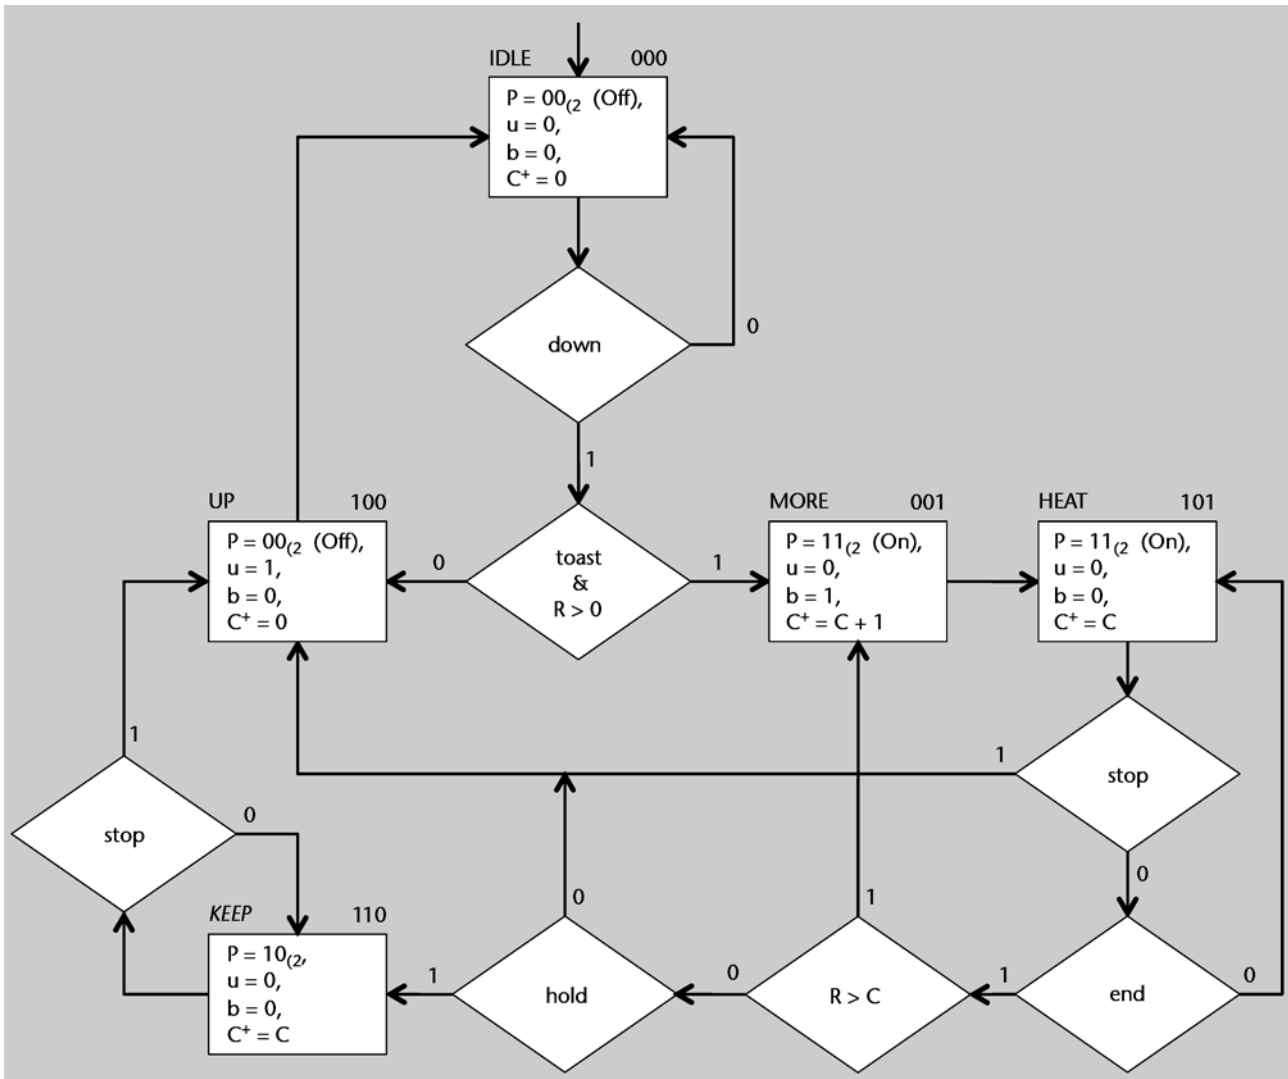 IDLE 000
P = 00(2 (Off),
u = 0,
b = 0,
C+ = 0
down
0
1
UP 100
P = 00(2 (Off),
u = 1,
b = 0,
C+ = 0
0
toast
&
R > 0
1
MORE 001
P = 11(2 (On),
u = 0,
b = 1,
C+ = C + 1
HEAT 101
P = 11(2 (On),
u = 0,
b = 0,
C+ = C
1
stop
0
1
stop
0
KEEP 110
P = 10(2,
u = 0,
b = 0,
C+ = C
1
hold
0
0
R > C
1
1
end
0